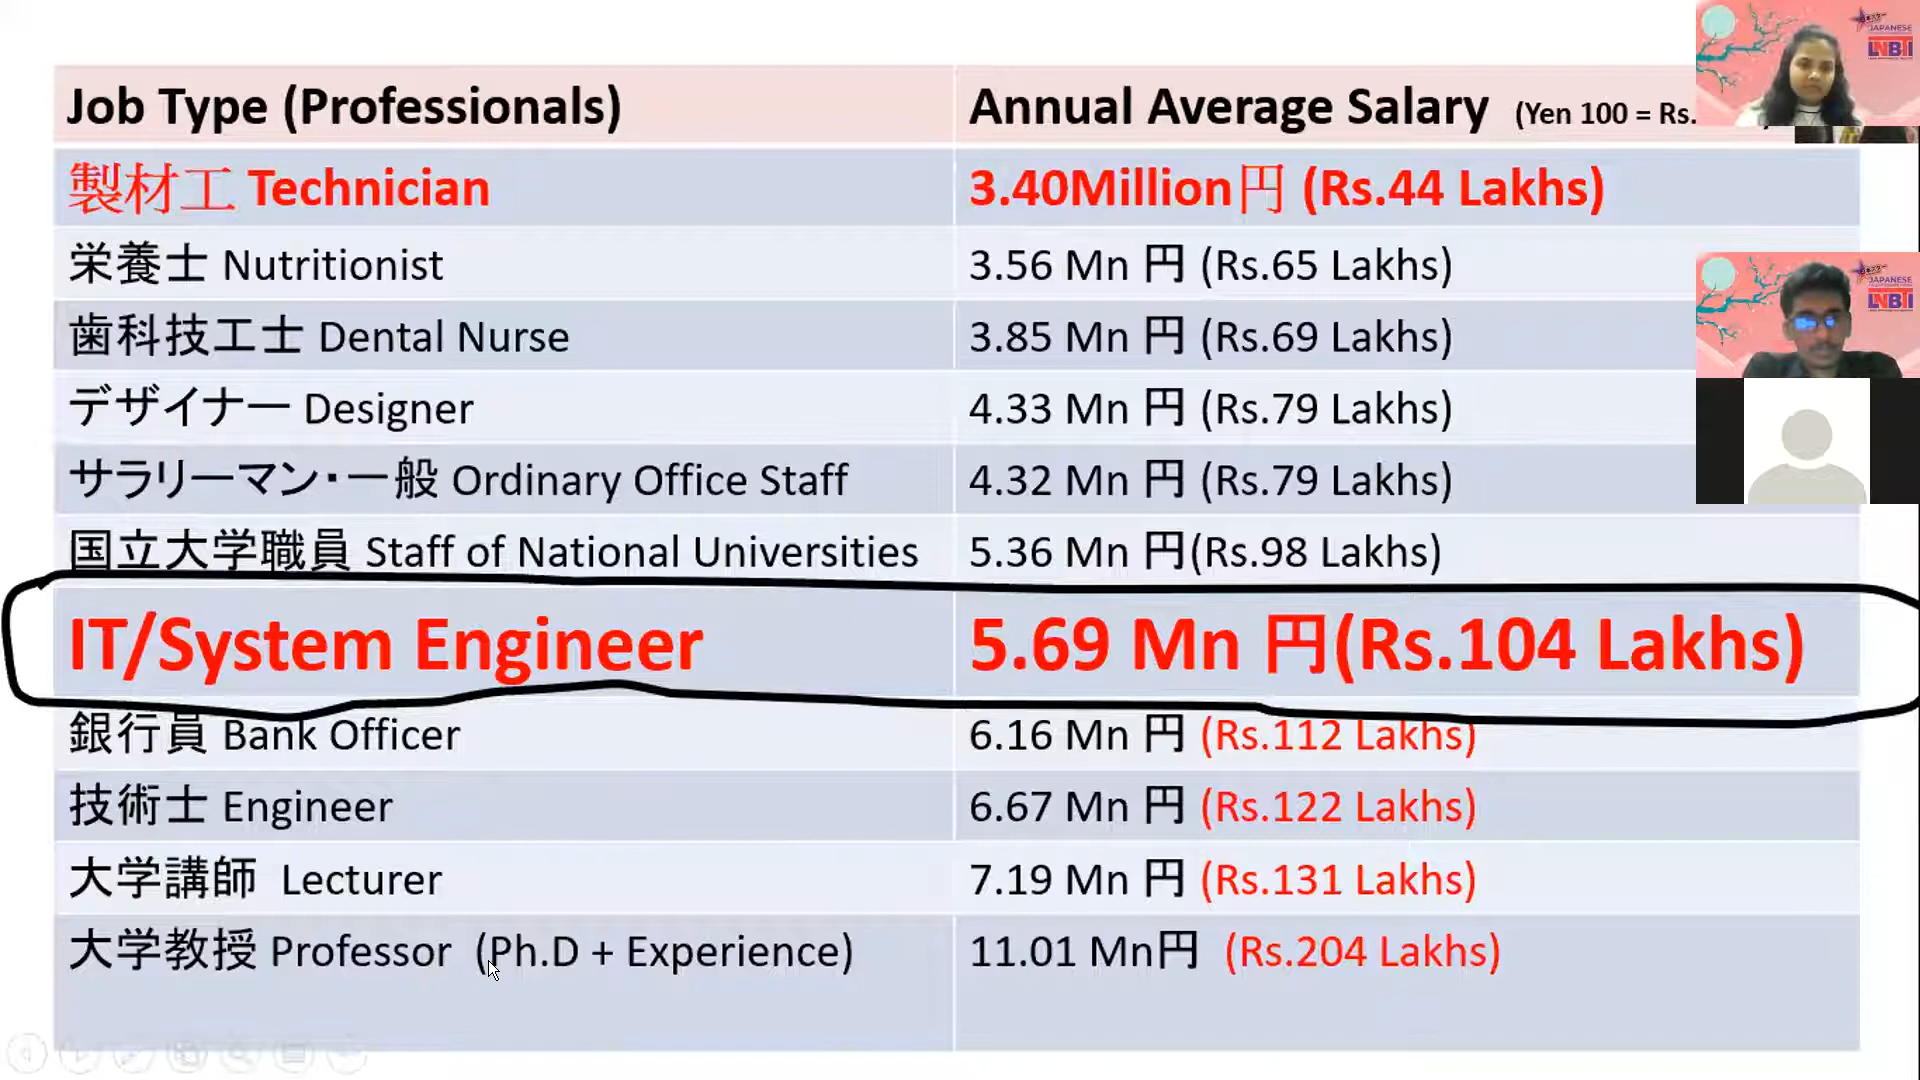 Job Type (Professionals)
Annual Average Salary (Yen 100 = Rs.
製材工 Technician
3.40Million円 (Rs.44 Lakhs)
栄養士 Nutritionist
3.56 Mn 円 (Rs.65 Lakhs)
歯科技工士 Dental Nurse
3.85 Mn 円 (Rs.69 Lakhs)
デザイナー Designer
4.33 Mn 円 (Rs.79 Lakhs)
サラリーマン・一般 Ordinary Office Staff
4.32 Mn 円 (Rs.79 Lakhs)
国立大学職員 Staff of National Universities
5.36 Mn 円(Rs.98 Lakhs)
IT/System Engineer
5.69 Mn 円(Rs.104 Lakhs)
銀行員 Bank Officer
6.16 Mn 円 (Rs.112 Lakhs)
技術士 Engineer
6.67 Mn 円 (Rs.122 Lakhs)
大学講師 Lecturer
7.19 Mn 円 (Rs.131 Lakhs)
大学教授 Professor (Ph.D + Experience)
11.01 Mn円 (Rs.204 Lakhs)
JAPANESE
LNBTI
JAPANESE
LNBTI